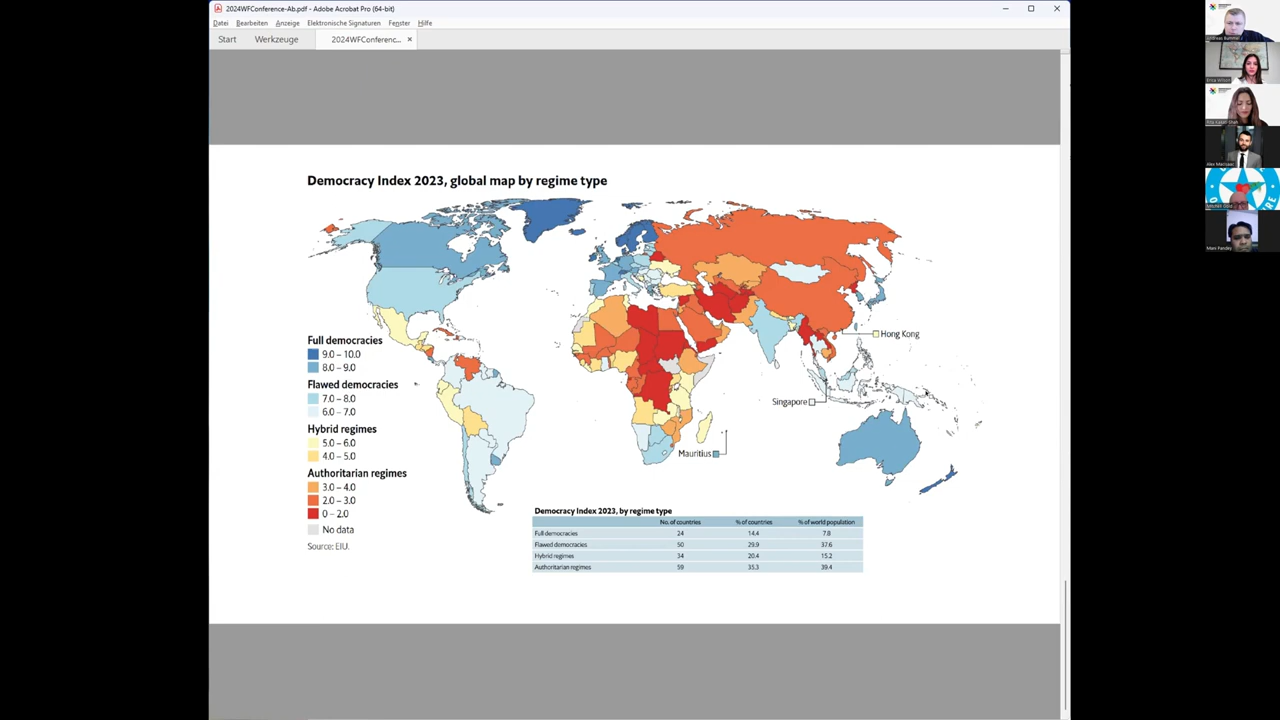 2024WFConference-Ab.pdf - Adobe Acrobat Pro (64-bit)
Datei Bearbeiten Anzeige Elektronische Signaturen Fenster Hilfe
Start Werkzeuge 2024WFConferenc...
Democracy Index 2023, global map by regime type
Full democracies
9.0 – 10.0
8.0 – 9.0
Flawed democracies
7.0 – 8.0
6.0 – 7.0
Hybrid regimes
5.0 – 6.0
4.0 – 5.0
Authoritarian regimes
3.0 – 4.0
2.0 – 3.0
0 – 2.0
No data
Source: EIU.
Hong Kong
Singapore
Mauritius
Democracy Index 2023, by regime type
No. of countries % of countries % of world population
Full democracies 24 14.4 7.8
Flawed democracies 50 29.9 37.6
Hybrid regimes 34 20.4 15.2
Authoritarian regimes 59 35.3 39.4
Erica Wilson
Mani Pandey